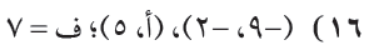 ١٦) (-٩، -٢)، (أ، ٥)؛ ف = ٧